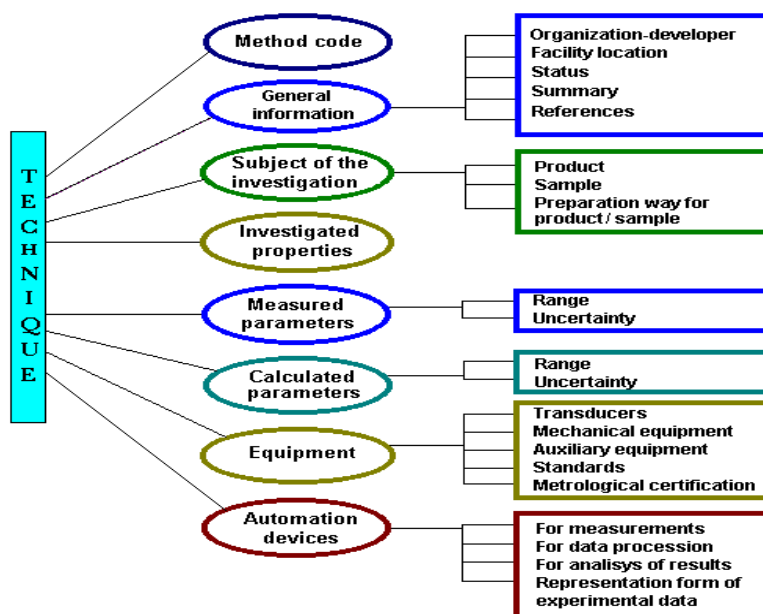 TECHNIQUE
Method code
General
information
Organization-developer
Facility location
Status
Summary
References
Subject of the
investigation
Product
Sample
Preparation way for
product / sample
Investigated
properties
Measured
parameters
Range
Uncertainty
Calculated
parameters
Range
Uncertainty
Equipment
Transducers
Mechanical equipment
Auxiliary equipment
Standards
Metrological certification
Automation
devices
For measurements
For data procession
For analisys of results
Representation form of
experimental data